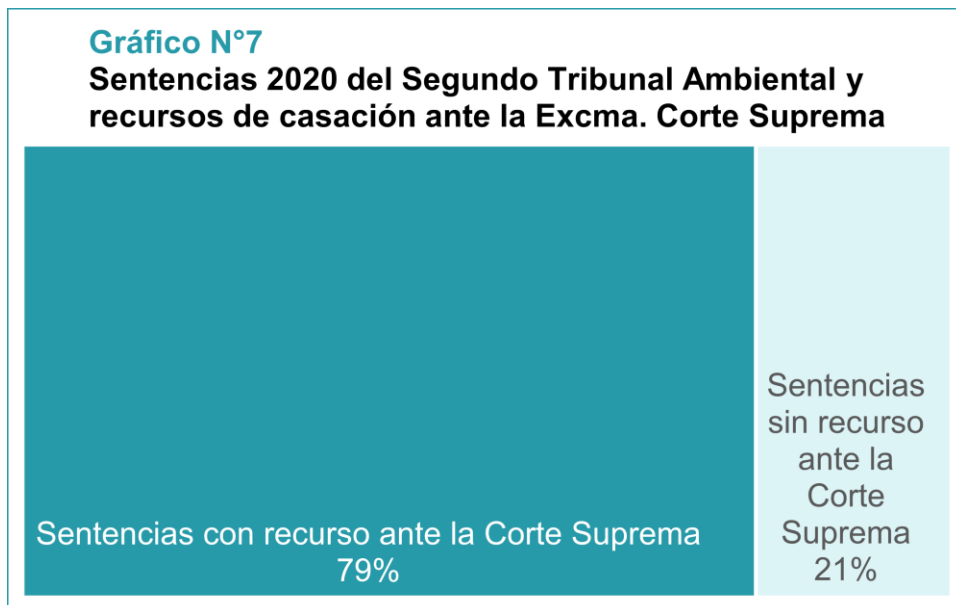 Gráfico N°7
Sentencias 2020 del Segundo Tribunal Ambiental y
recursos de casación ante la Excma. Corte Suprema
Sentencias con recurso ante la Corte Suprema
79%
Sentencias
sin recurso
ante la
Corte
Suprema
21%